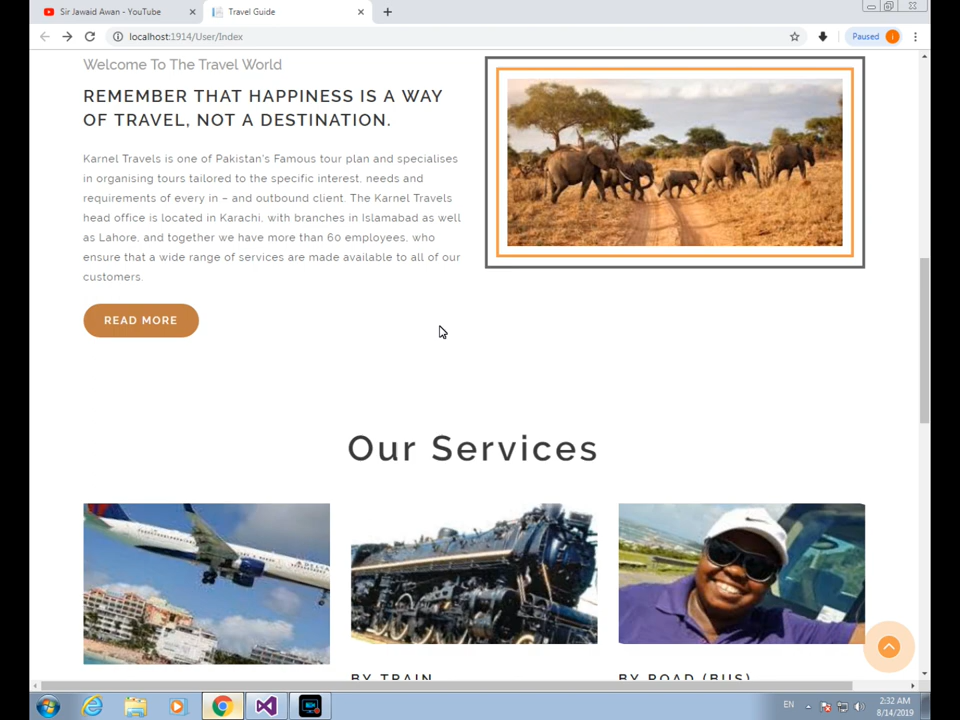 Sir Jawaid Awan - YouTube
Travel Guide
localhost:1914/User/Index
Paused
i
Welcome To The Travel World
REMEMBER THAT HAPPINESS IS A WAY
OF TRAVEL, NOT A DESTINATION.
Karnel Travels is one of Pakistan's Famous tour plan and specialises
in organising tours tailored to the specific interest, needs and
requirements of every in – and outbound client. The Karnel Travels
head office is located in Karachi, with branches in Islamabad as well
as Lahore, and together we have more than 60 employees, who
ensure that a wide range of services are made available to all of our
customers.
READ MORE
Our Services
BY TRAIN
BY ROAD (BUS)
EN
2:32 AM
8/14/2019